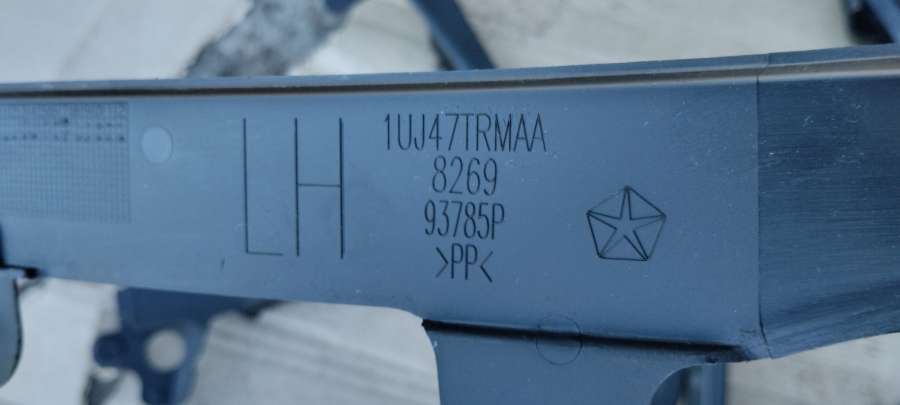 LH
1UJ47TRMAA
8269
93785P
>PP<